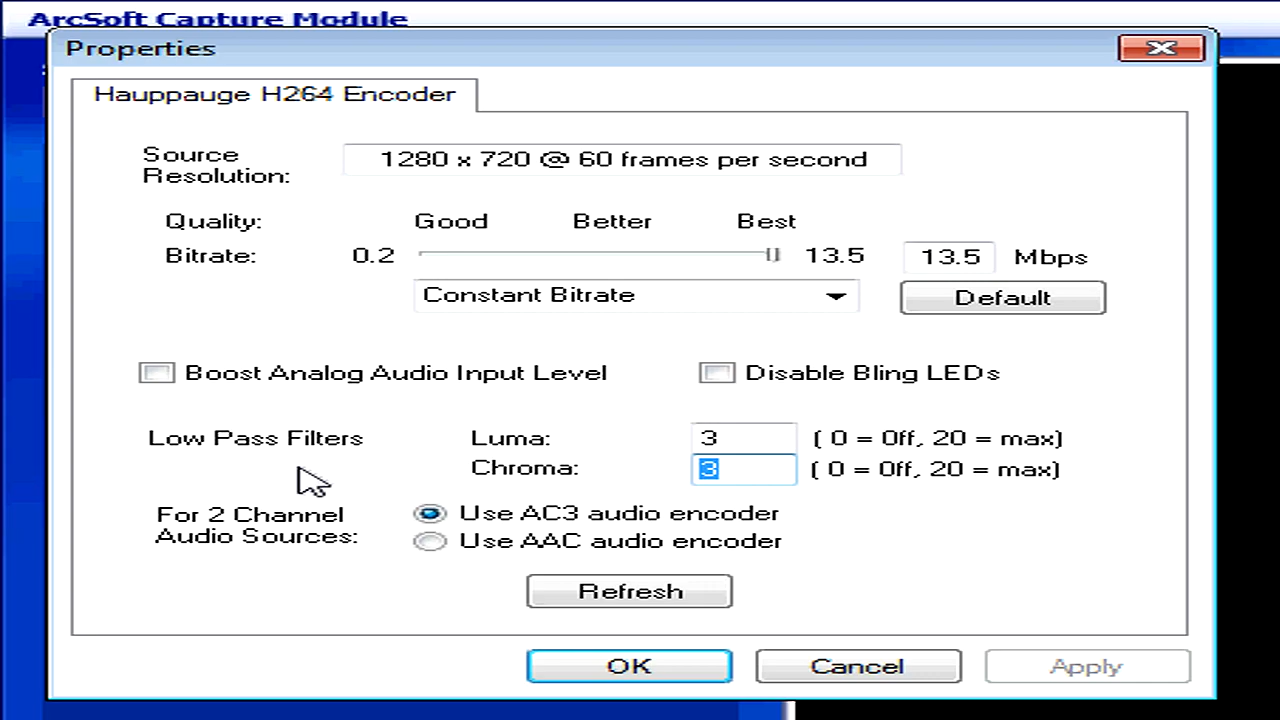 ArcSoft Capture Module
Properties
Hauppauge H264 Encoder
Source
Resolution:
1280 x 720 @ 60 frames per second
Quality: Good Better Best
Bitrate: 0.2 13.5 13.5 Mbps
Constant Bitrate Default
Boost Analog Audio Input Level Disable Bling LEDs
Low Pass Filters Luma: 3 ( 0 = Off, 20 = max)
Chroma: 3 ( 0 = Off, 20 = max)
For 2 Channel
Audio Sources:
Use AC3 audio encoder
Use AAC audio encoder
Refresh
OK Cancel Apply